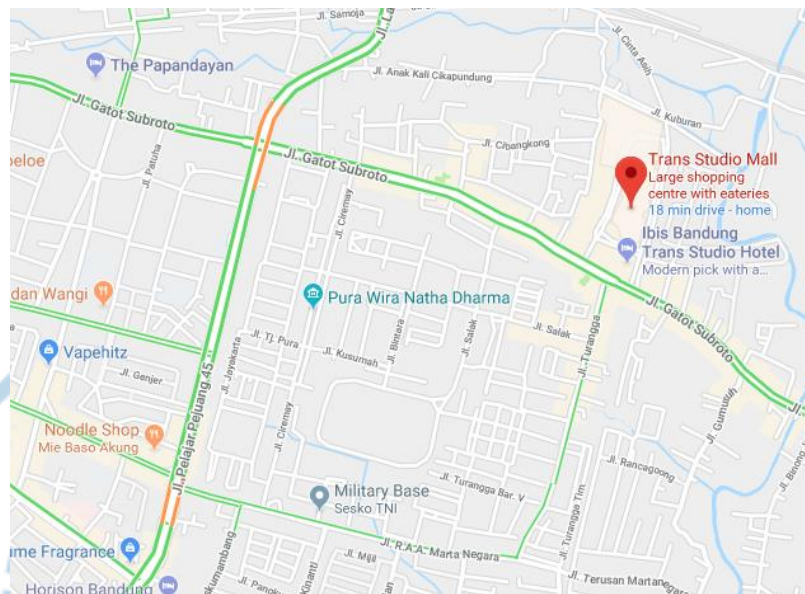 Jl. Samoja
The Papandayan
Jl. Anak Kali Cikapundung
Jl. Cinta Asih
Jl. Kuburan
Jl. Gatot Subroto
Jl. Gatot Subroto
Jl. Cibangkong
Jl. Patuha
Trans Studio Mall
Large shopping
centre with eateries
18 min drive - home
Jl. Ciremay
Ibis Bandung
Trans Studio Hotel
Modern pick with a...
dan Wangi
Pura Wira Natha Dharma
Jl. Gatot Subroto
Jl. Salak
Jl. Tj. Pura
Jl. Kusumah
Jl. Bintara
Jl. Salak
Jl. Turangga
Vapehitz
Jl. Genjer
Jl. Jayakarta
Jl. Pelajar Pejuang 45
Jl. Ciremay
Noodle Shop
Mie Baso Akung
Jl. Gumuruh
Jl. Rancagoong
Jl. Turangga Bar. V
Military Base
Sesko TNI
Jl. Turangga Tim
Jl. R.A.A. Marta Negara
Jl. Mijil
ume Fragrance
Horison Bandung
skumambang
Kinanti
Jl. Terusan Martanegara